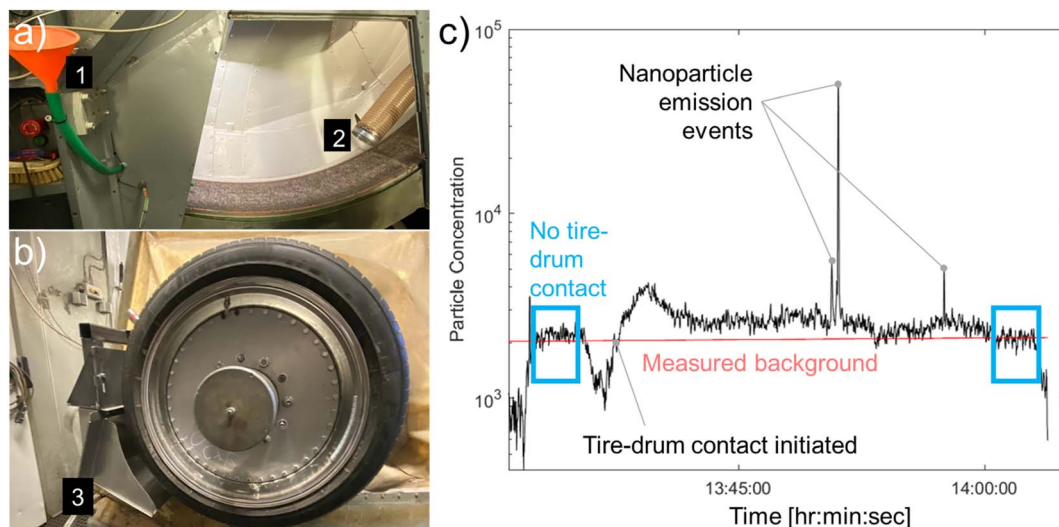 a)
1
2
b)
3
c)
10^5
10^4
10^3
Particle Concentration
Nanoparticle
emission
events
No tire-
drum
contact
Measured background
Tire-drum contact initiated
13:45:00
14:00:00
Time [hr:min:sec]